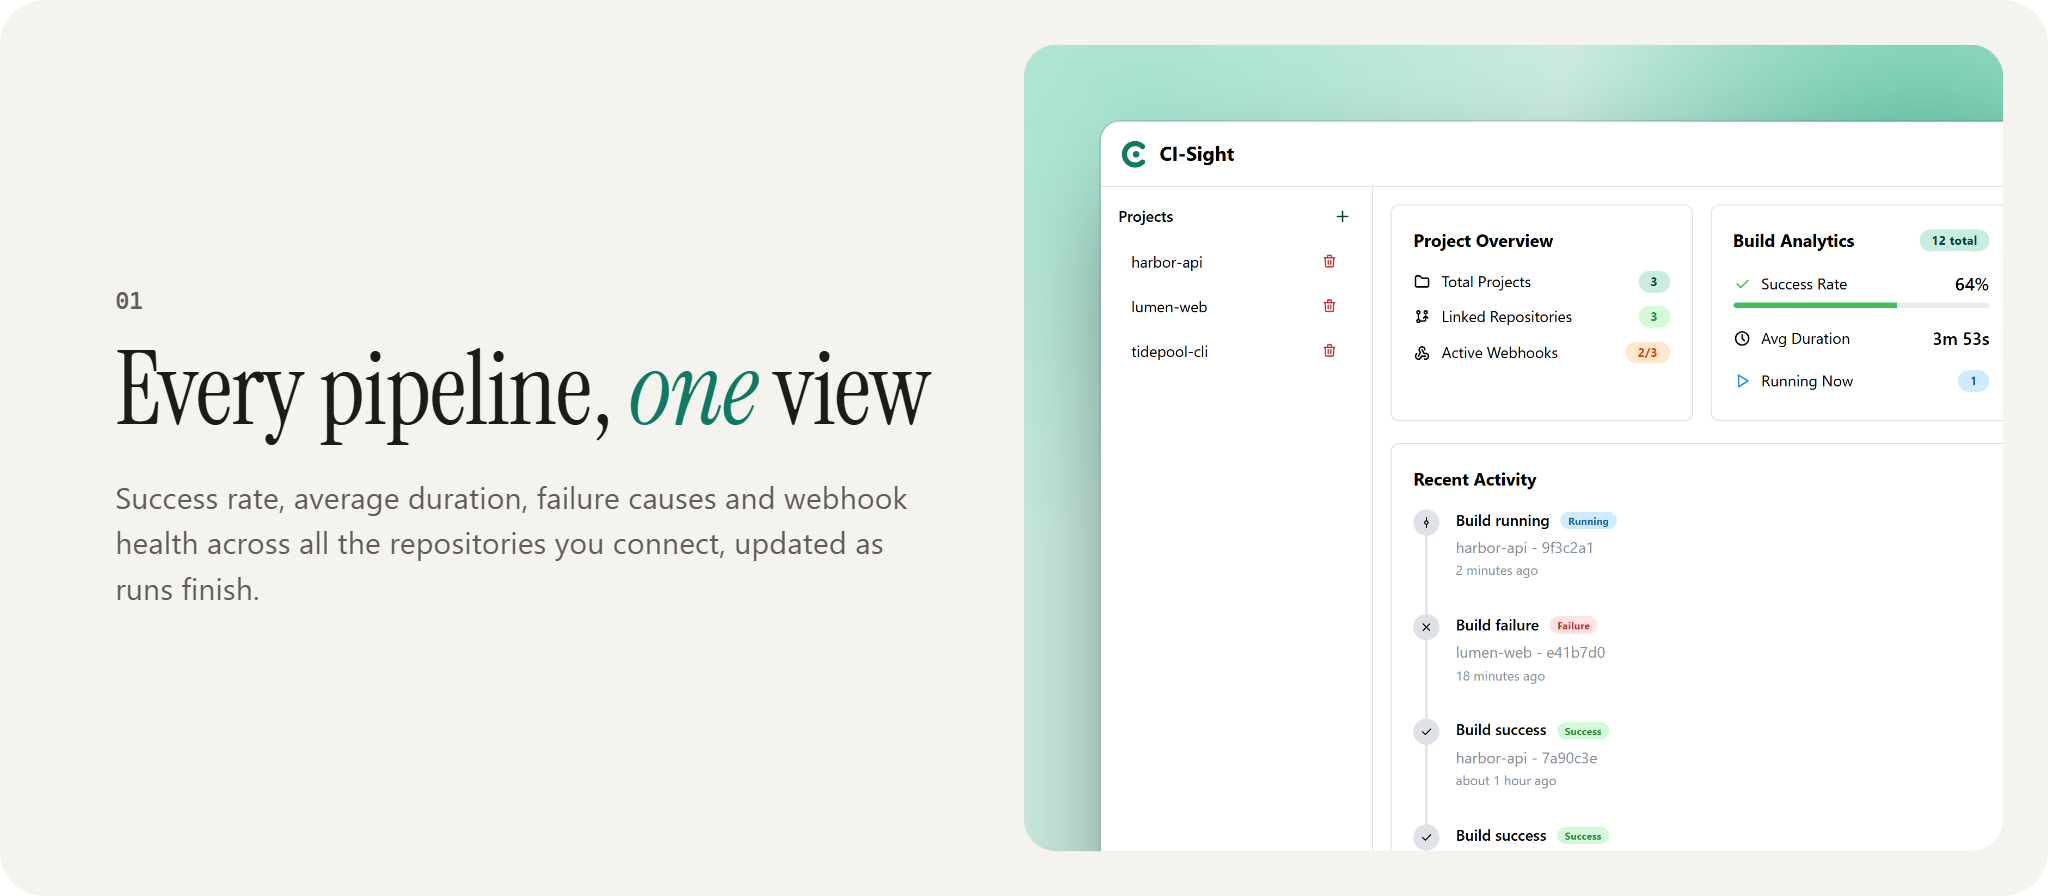 01
Every pipeline, one view
Success rate, average duration, failure causes and webhook
health across all the repositories you connect, updated as
runs finish.
CI-Sight
Projects
harbor-api
lumen-web
tidepool-cli
Project Overview
Total Projects 3
Linked Repositories 3
Active Webhooks 2/3
Build Analytics 12 total
Success Rate 64%
Avg Duration 3m 53s
Running Now 1
Recent Activity
Build running Running
harbor-api - 9f3c2a1
2 minutes ago
Build failure Failure
lumen-web - e41b7d0
18 minutes ago
Build success Success
harbor-api - 7a90c3e
about 1 hour ago
Build success Success